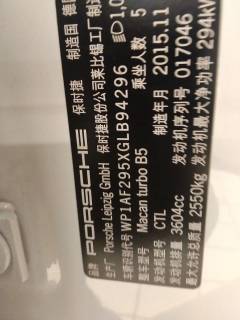 品牌 PORSCHE 保时捷 制造国 德国
生产厂 Porsche Leipzig GmbH 保时捷股份公司莱比锡工厂制
车辆识别代号 WP1AF295XGLB94296
整车型号 Macan turbo B5 乘坐人数 5
发动机型号 CTL 制造年月 2015.11
发动机排量 3604cc 发动机序列号 017046
最大允许总质量 2550kg 发动机最大净功率 294kW